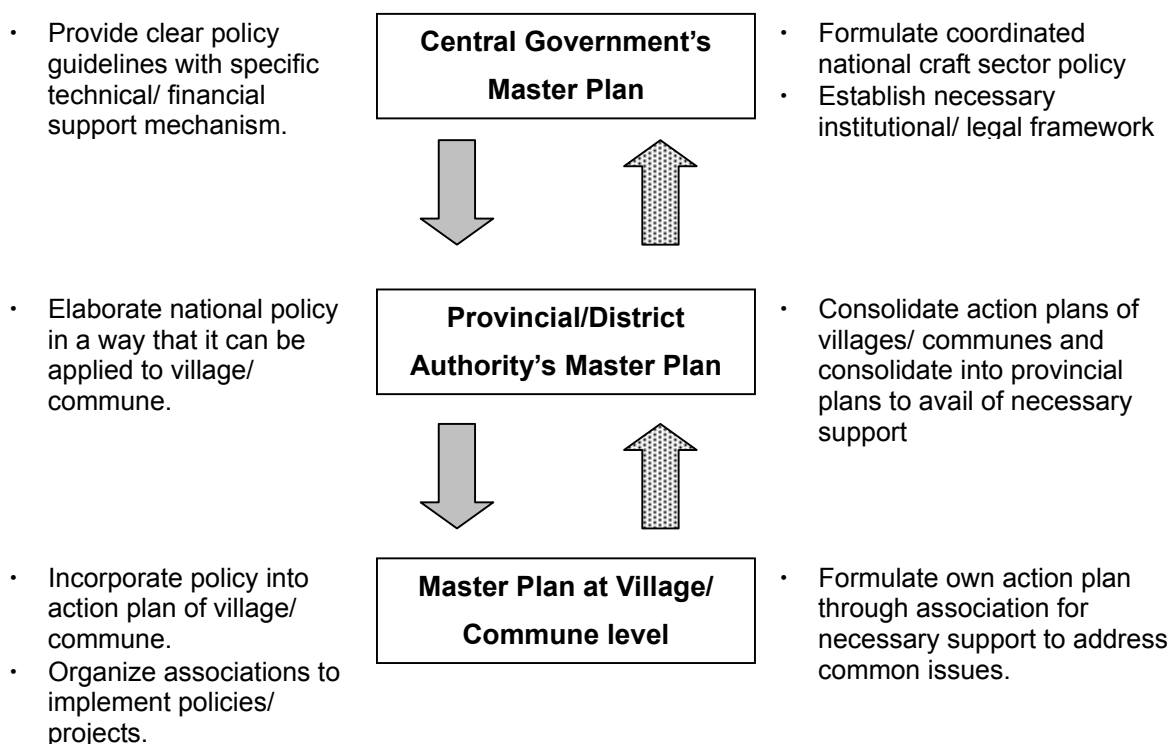 ・ Provide clear policy
guidelines with specific
technical/ financial
support mechanism.
Central Government’s
Master Plan
・ Formulate coordinated
national craft sector policy
・ Establish necessary
institutional/ legal framework
・ Elaborate national policy
in a way that it can be
applied to village/
commune.
Provincial/District
Authority’s Master Plan
・ Consolidate action plans of
villages/ communes and
consolidate into provincial
plans to avail of necessary
support
・ Incorporate policy into
action plan of village/
commune.
・ Organize associations to
implement policies/
projects.
Master Plan at Village/
Commune level
・ Formulate own action plan
through association for
necessary support to address
common issues.